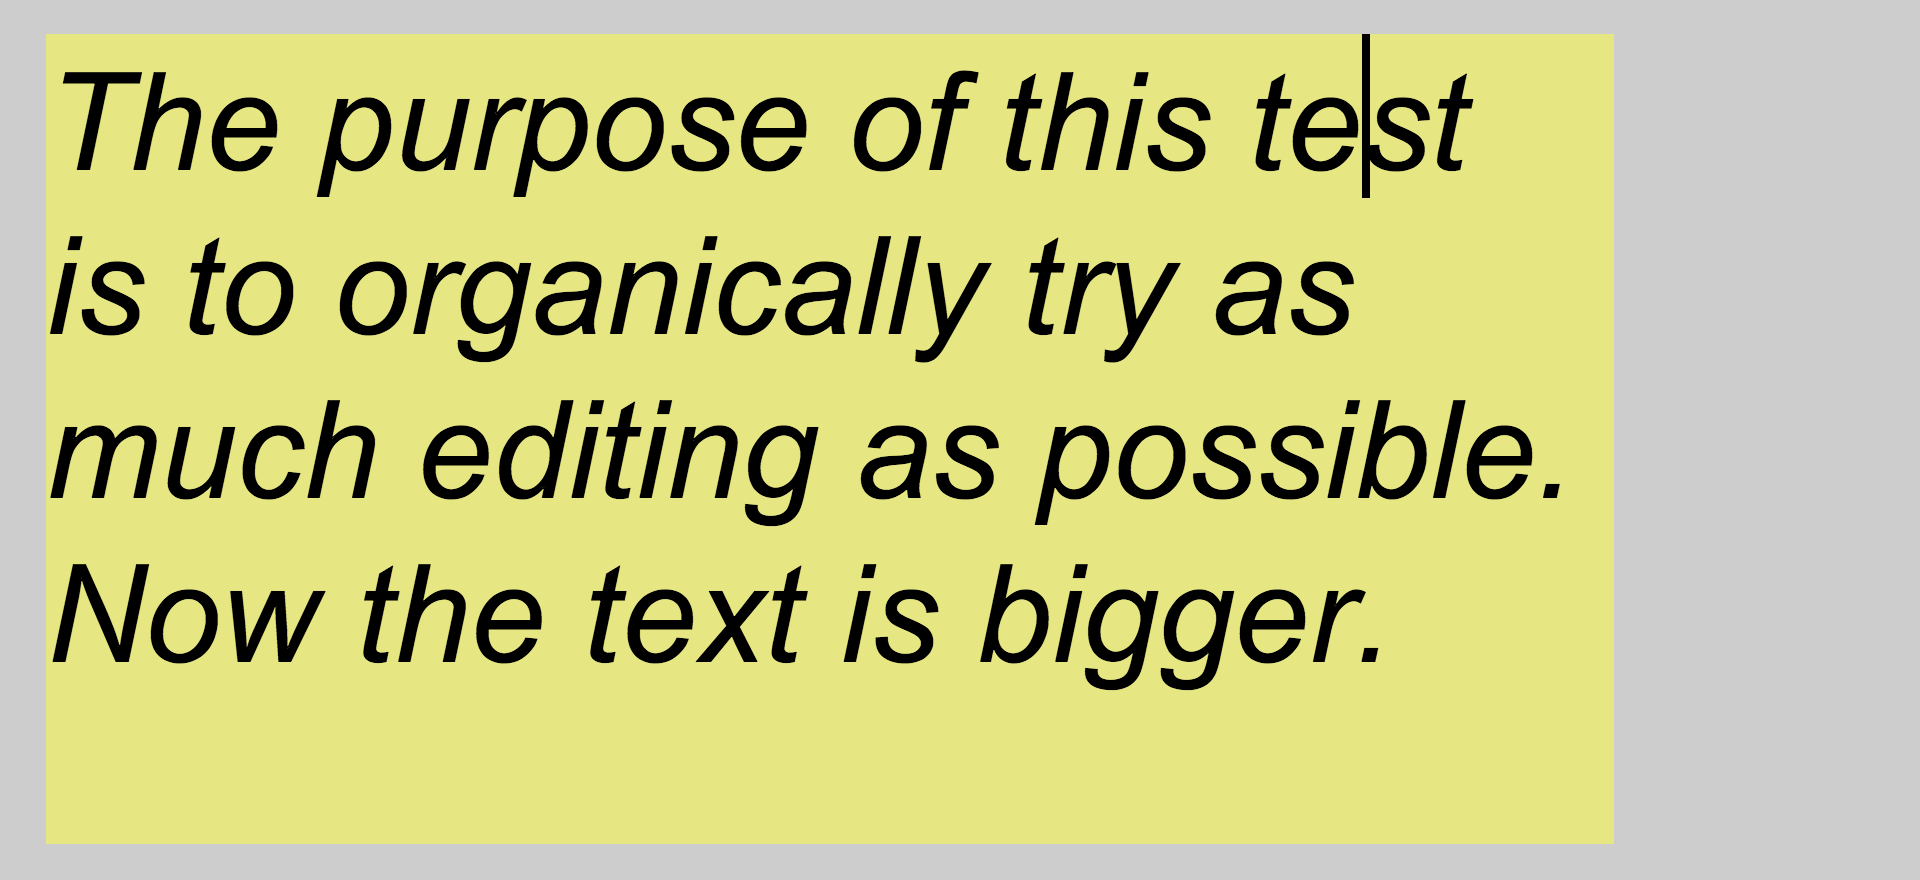 The purpose of this test
is to organically try as
much editing as possible.
Now the text is bigger.